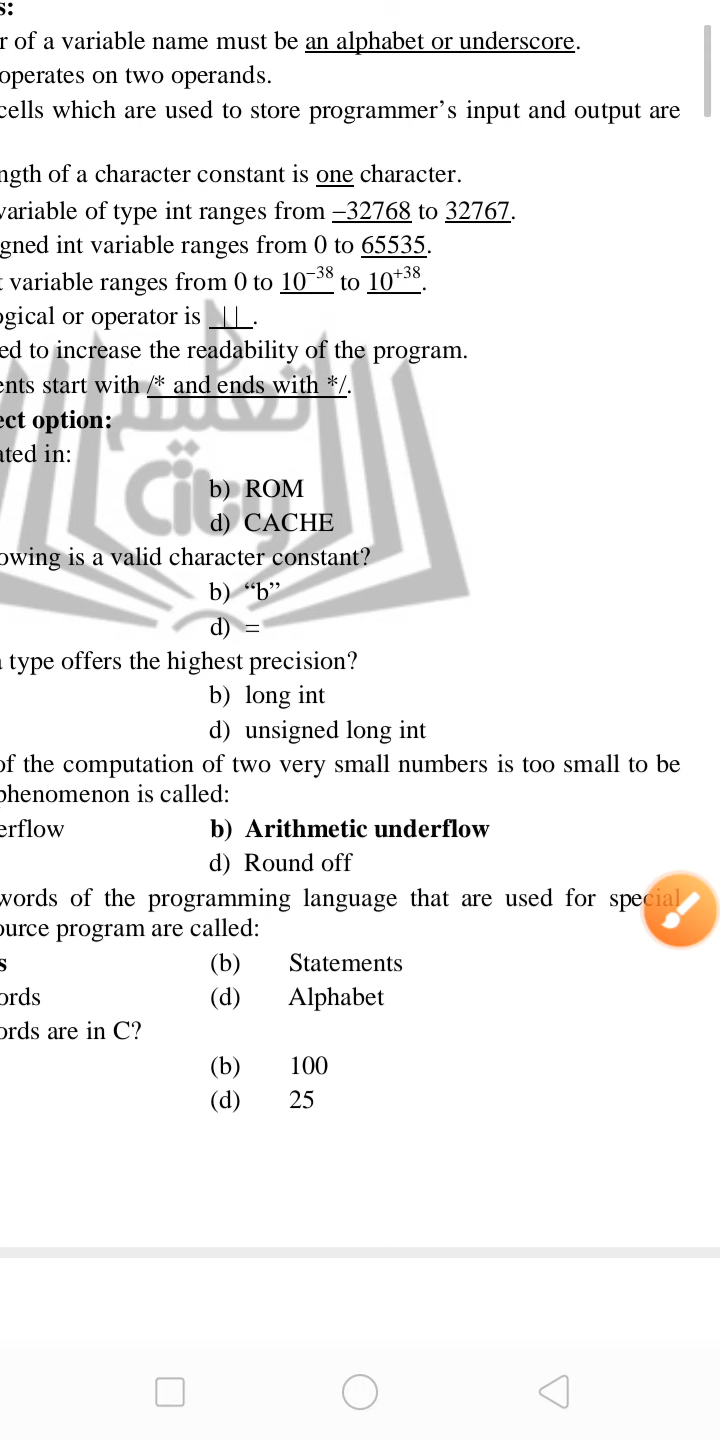 s:
r of a variable name must be an alphabet or underscore.
operates on two operands.
cells which are used to store programmer’s input and output are
ngth of a character constant is one character.
variable of type int ranges from –32768 to 32767.
gned int variable ranges from 0 to 65535.
t variable ranges from 0 to 10⁻³⁸ to 10⁺³⁸.
ogical or operator is ||.
ed to increase the readability of the program.
ents start with /* and ends with */.
ect option:
ated in:
b) ROM
d) CACHE
owing is a valid character constant?
b) “b”
d) =
a type offers the highest precision?
b) long int
d) unsigned long int
of the computation of two very small numbers is too small to be
phenomenon is called:
erflow b) Arithmetic underflow
d) Round off
words of the programming language that are used for special
ource program are called:
s (b) Statements
ords (d) Alphabet
ords are in C?
(b) 100
(d) 25
تعليم
City